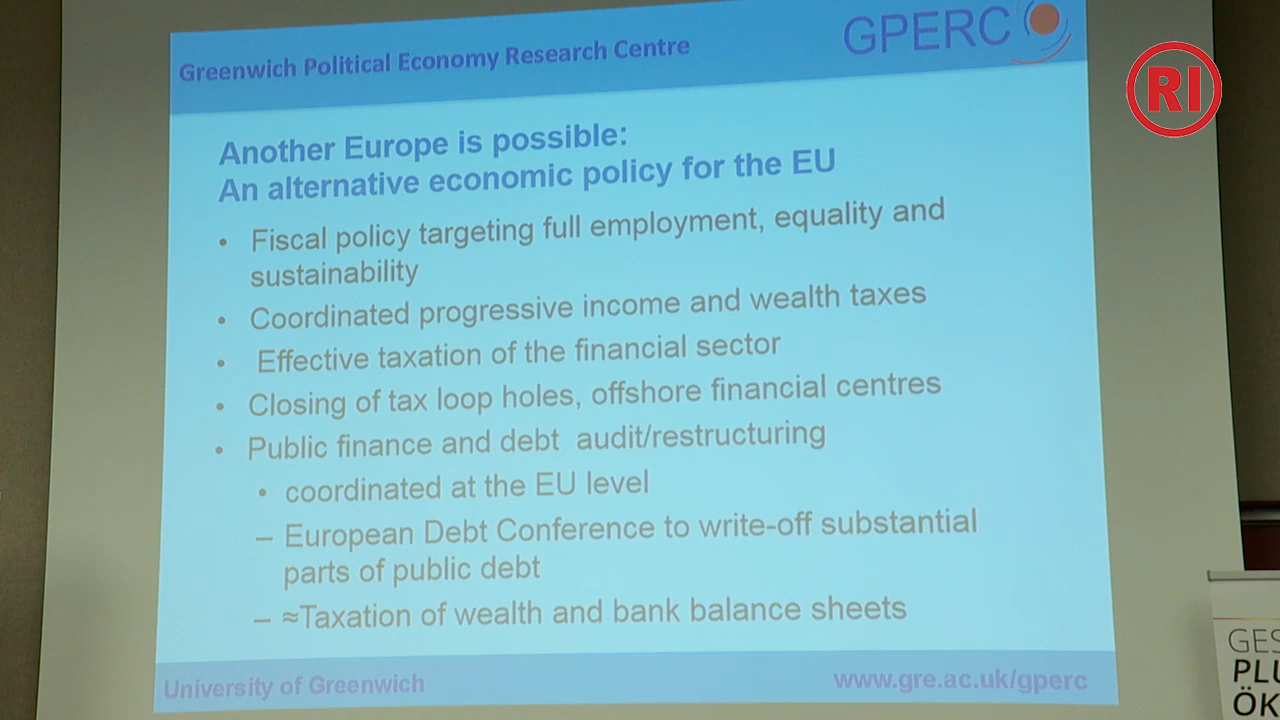 Greenwich Political Economy Research Centre
GPERC
RI
Another Europe is possible:
An alternative economic policy for the EU
• Fiscal policy targeting full employment, equality and
sustainability
• Coordinated progressive income and wealth taxes
• Effective taxation of the financial sector
• Closing of tax loop holes, offshore financial centres
• Public finance and debt audit/restructuring
• coordinated at the EU level
– European Debt Conference to write-off substantial
parts of public debt
– ≈Taxation of wealth and bank balance sheets
University of Greenwich
www.gre.ac.uk/gperc